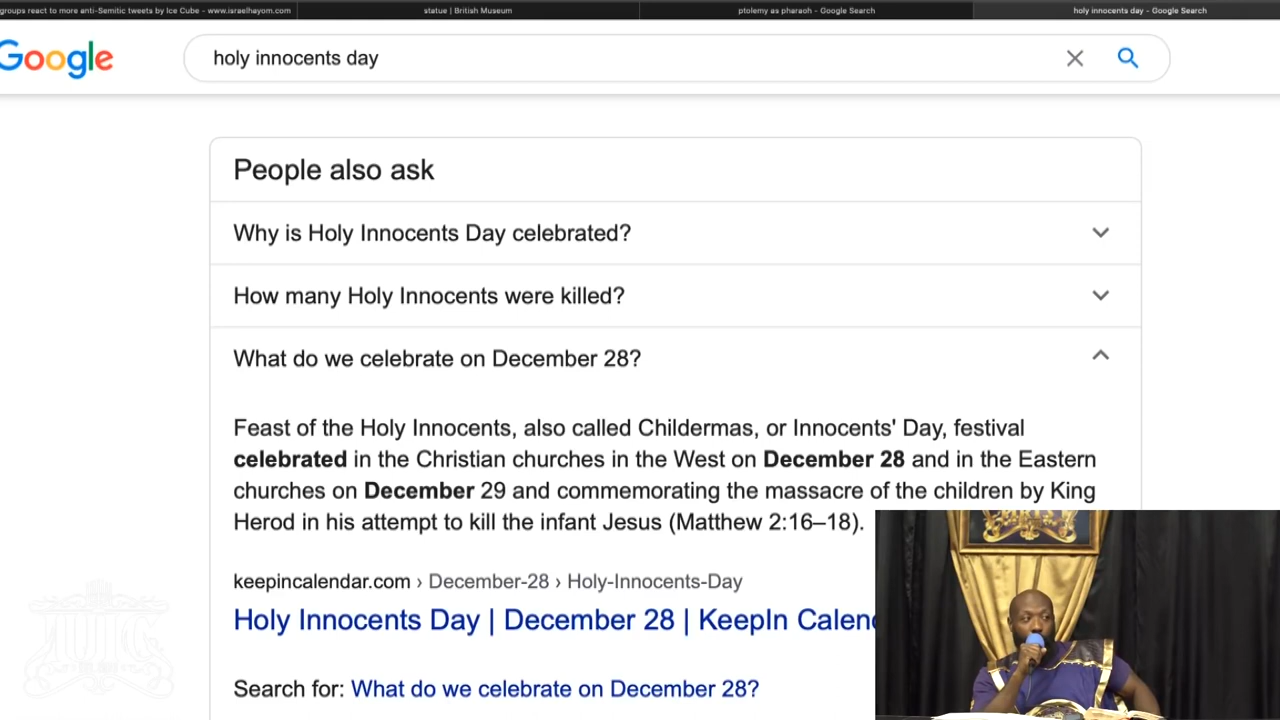 groups react to more anti-Semitic tweets by Ice Cube - www.israelhayom.com
statue | British Museum
ptolemy as pharaoh - Google Search
holy innocents day - Google Search
Google
holy innocents day
People also ask
Why is Holy Innocents Day celebrated?
How many Holy Innocents were killed?
What do we celebrate on December 28?
Feast of the Holy Innocents, also called Childermas, or Innocents' Day, festival
celebrated in the Christian churches in the West on December 28 and in the Eastern
churches on December 29 and commemorating the massacre of the children by King
Herod in his attempt to kill the infant Jesus (Matthew 2:16–18).
keepincalendar.com › December-28 › Holy-Innocents-Day
Holy Innocents Day | December 28 | KeepIn Calen
Search for: What do we celebrate on December 28?
IUIC